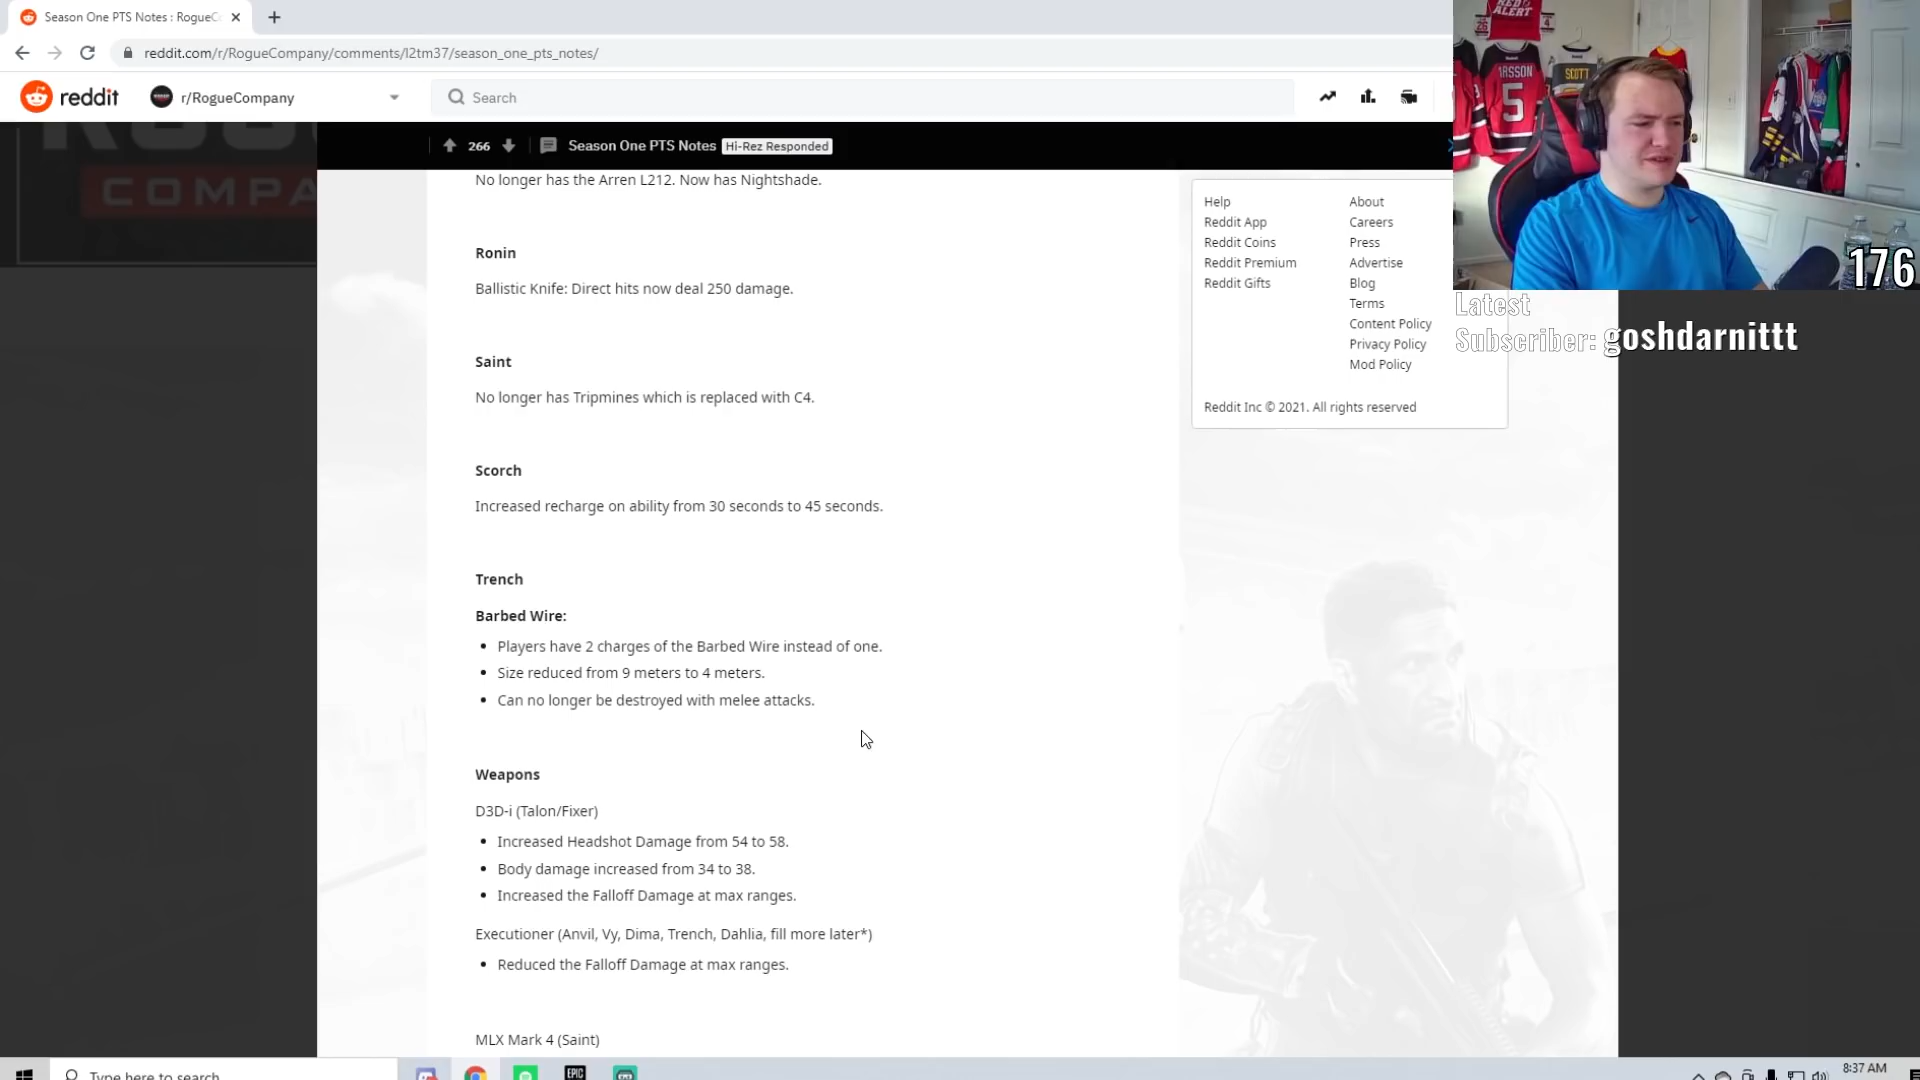 Season One PTS Notes : RogueC
reddit.com/r/RogueCompany/comments/l2tm37/season_one_pts_notes/
reddit
r/RogueCompany
Search
266
Season One PTS Notes
Hi-Rez Responded
COMPA
No longer has the Arren L212. Now has Nightshade.
Ronin
Ballistic Knife: Direct hits now deal 250 damage.
Saint
No longer has Tripmines which is replaced with C4.
Scorch
Increased recharge on ability from 30 seconds to 45 seconds.
Trench
Barbed Wire:
Players have 2 charges of the Barbed Wire instead of one.
Size reduced from 9 meters to 4 meters.
Can no longer be destroyed with melee attacks.
Weapons
D3D-i (Talon/Fixer)
Increased Headshot Damage from 54 to 58.
Body damage increased from 34 to 38.
Increased the Falloff Damage at max ranges.
Executioner (Anvil, Vy, Dima, Trench, Dahlia, fill more later*)
Reduced the Falloff Damage at max ranges.
MLX Mark 4 (Saint)
Help
About
Reddit App
Careers
Reddit Coins
Press
Reddit Premium
Advertise
Reddit Gifts
Blog
Terms
Content Policy
Privacy Policy
Mod Policy
Reddit Inc © 2021. All rights reserved
RED ALERT
5
SCOTT
176
Latest
Subscriber: goshdarnittt
Type here to search
EPIC
8:37 AM